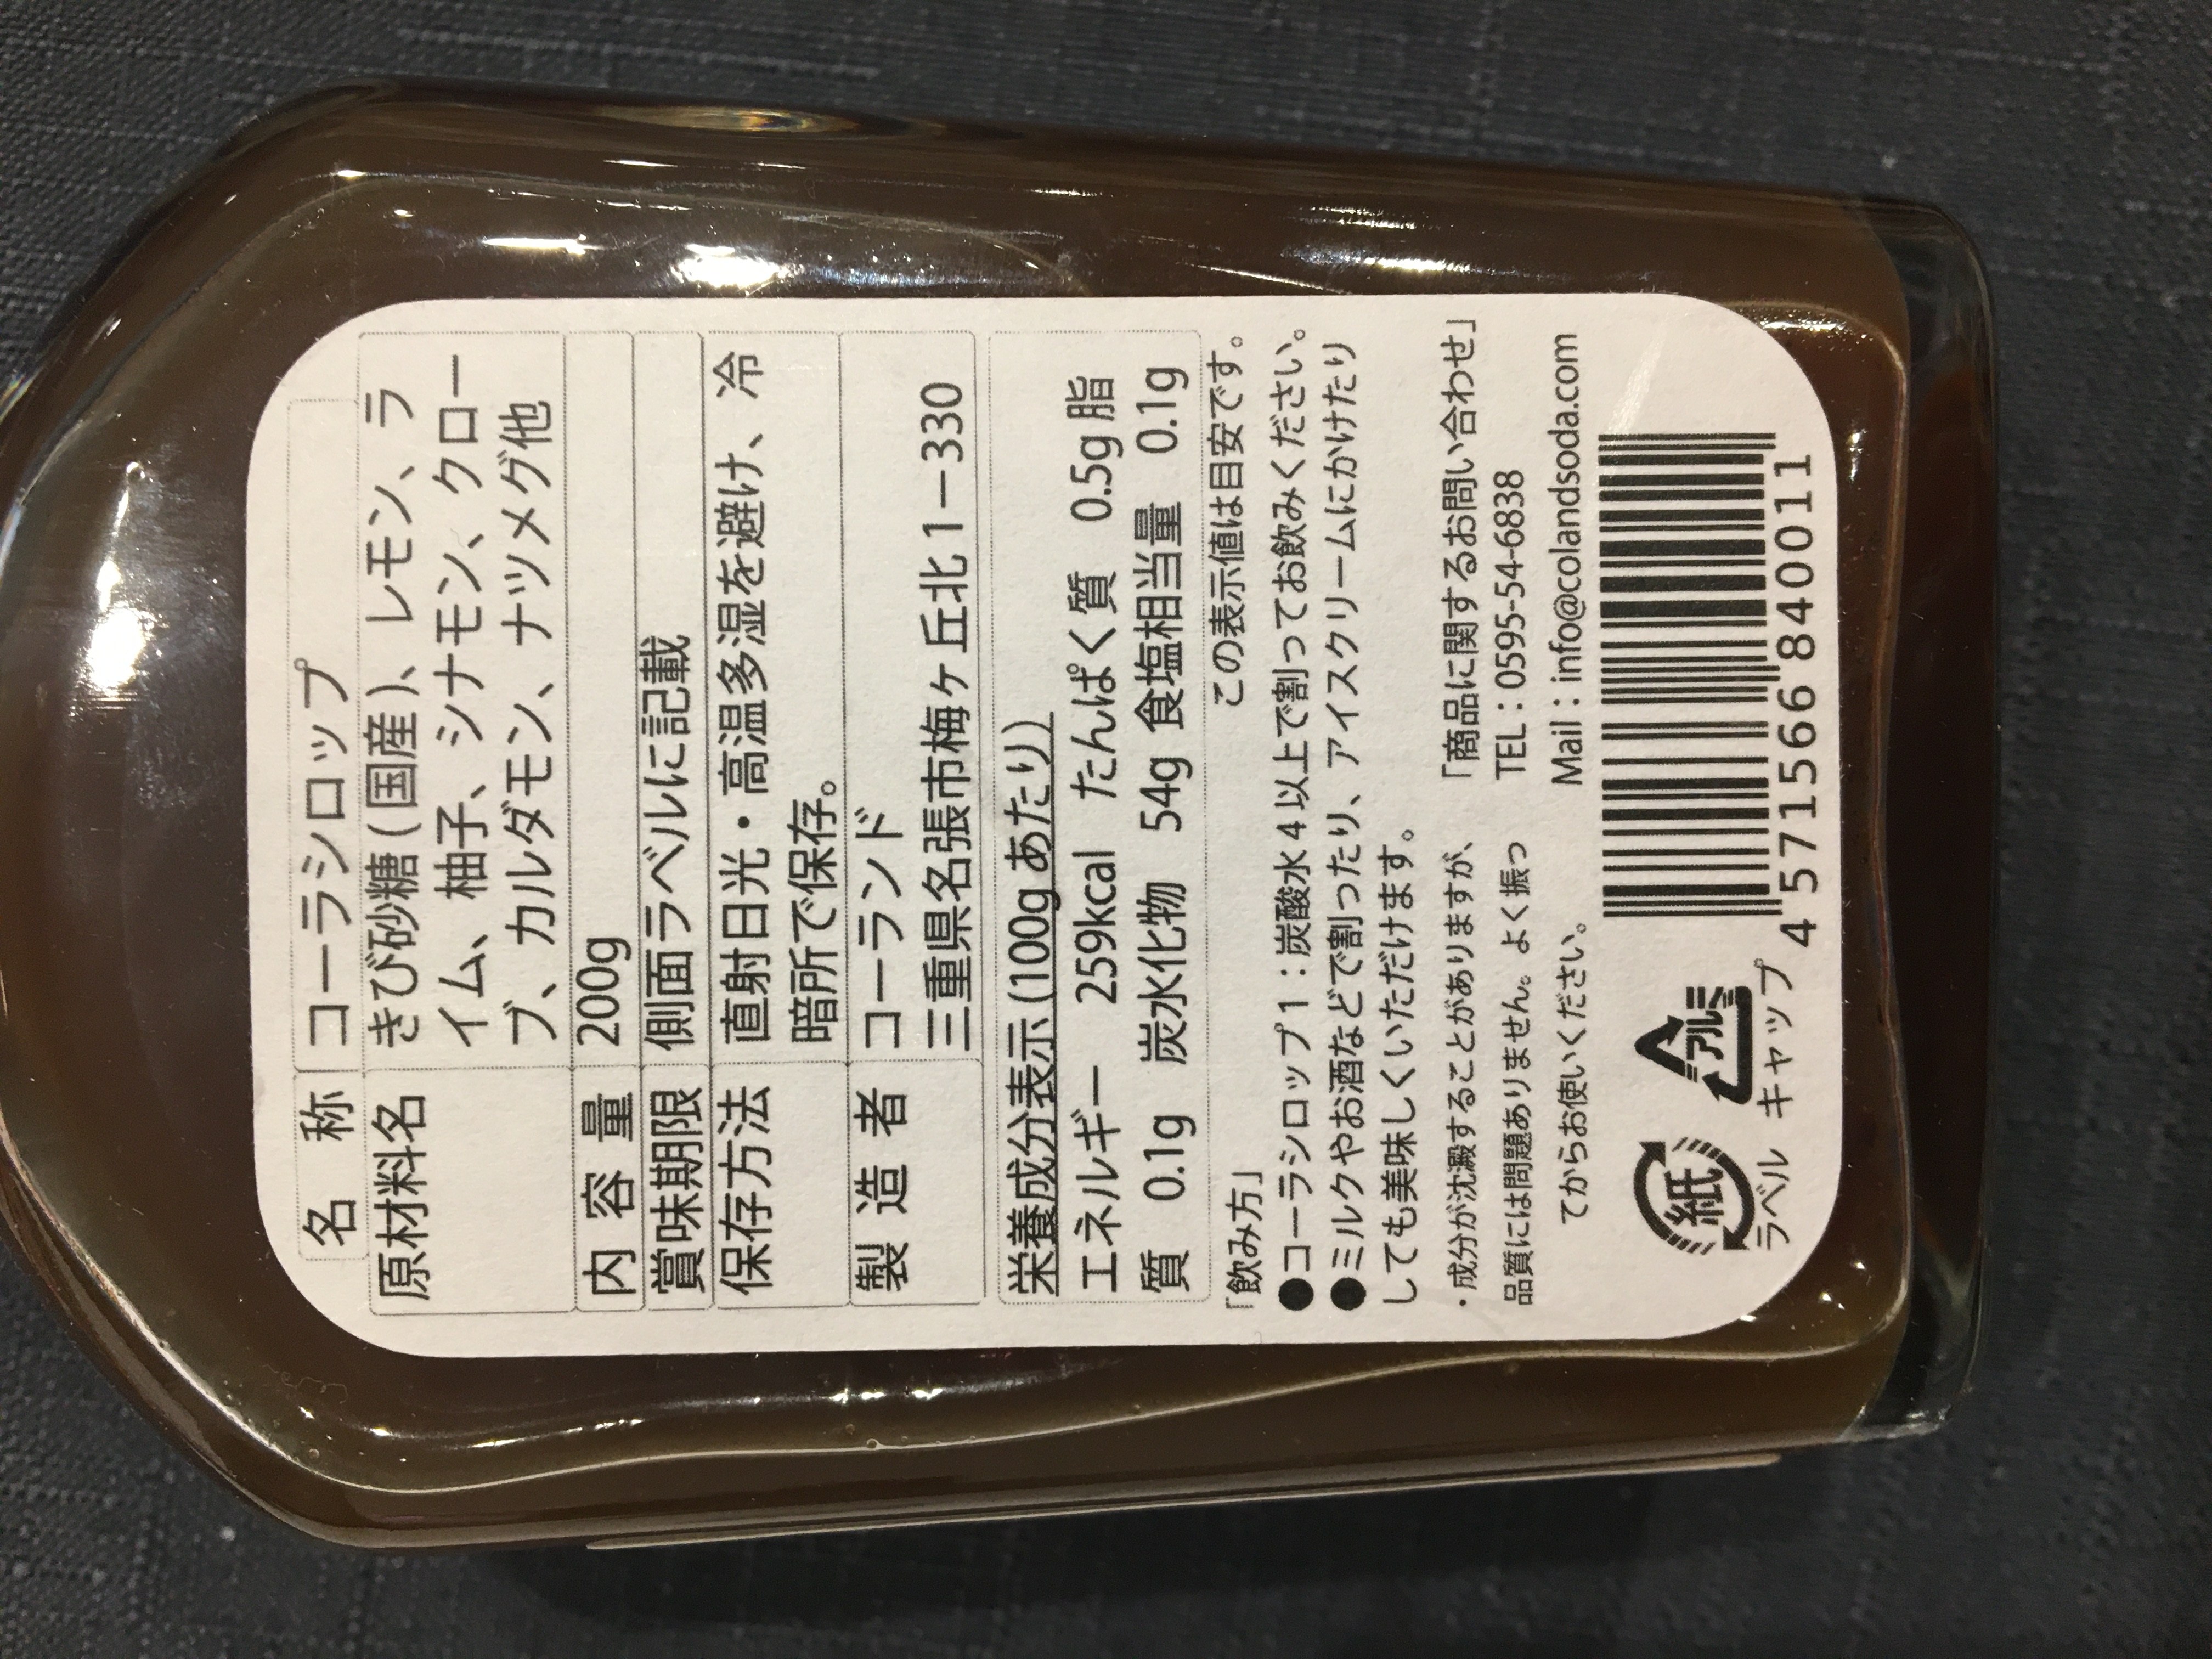 名　称　コーラシロップ
原材料名　きび砂糖(国産)、レモン、ラ
イム、柚子、シナモン、クロー
ブ、カルダモン、ナツメグ他
内 容 量　200g
賞味期限　側面ラベルに記載
保存方法　直射日光・高温多湿を避け、冷
暗所で保存。
製 造 者　コーランド
三重県名張市梅ヶ丘北1－330
栄養成分表示(100gあたり)
エネルギー　259kcal　たんぱく質　0.5g 脂
質　0.1g　炭水化物　54g 食塩相当量　0.1g
この表示値は目安です。
「飲み方」
●コーラシロップ1：炭酸水4以上で割ってお飲みください。
●ミルクやお酒などで割ったり、アイスクリームにかけたり
しても美味しくいただけます。
・成分が沈澱することがありますが、
品質には問題ありません。よく振っ
てからお使いください。
「商品に関するお問い合わせ」
TEL：0595-54-6838
Mail：info@colandsoda.com
紙
ラベル
アルミ
キャップ
4571566840011